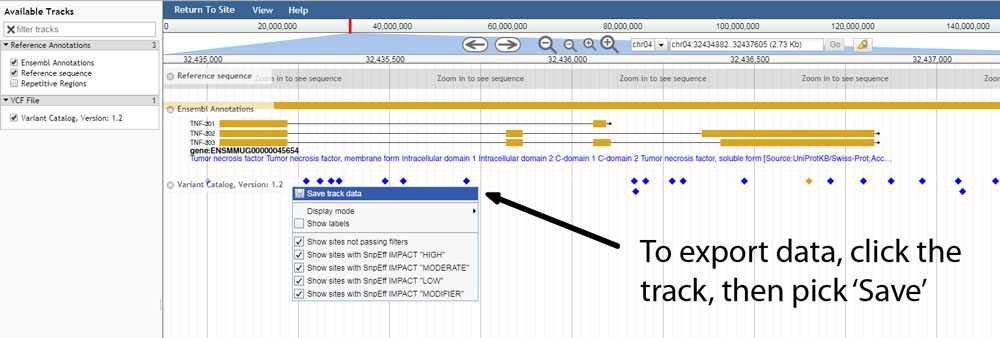 Available Tracks
filter tracks
Reference Annotations 3
Ensembl Annotations
Reference sequence
Repetitive Regions
VCF File 1
Variant Catalog, Version: 1.2
Return To Site View Help
0 20,000,000 40,000,000 60,000,000 80,000,000 100,000,000 120,000,000 140,000,000
chr04 chr04:32434882..32437605 (2.73 Kb) Go
32,435,000 32,435,500 32,436,000 32,436,500 32,437,000
Reference sequence Zoom in to see sequence Zoom in to see sequence Zoom in to see sequence Zoom in to see sequence Zoom in to see sequence
Ensembl Annotations
TNF-201
TNF-202
TNF-203
gene:ENSMMUG00000045654
Tumor necrosis factor Tumor necrosis factor, membrane form Intracellular domain 1 Intracellular domain 2 C-domain 1 C-domain 2 Tumor necrosis factor, soluble form [Source:UniProtKB/Swiss-Prot;Acc...
Variant Catalog, Version: 1.2
Save track data
Display mode
Show labels
Show sites not passing filters
Show sites with SnpEff IMPACT "HIGH"
Show sites with SnpEff IMPACT "MODERATE"
Show sites with SnpEff IMPACT "LOW"
Show sites with SnpEff IMPACT "MODIFIER"
To export data, click the
track, then pick ‘Save’